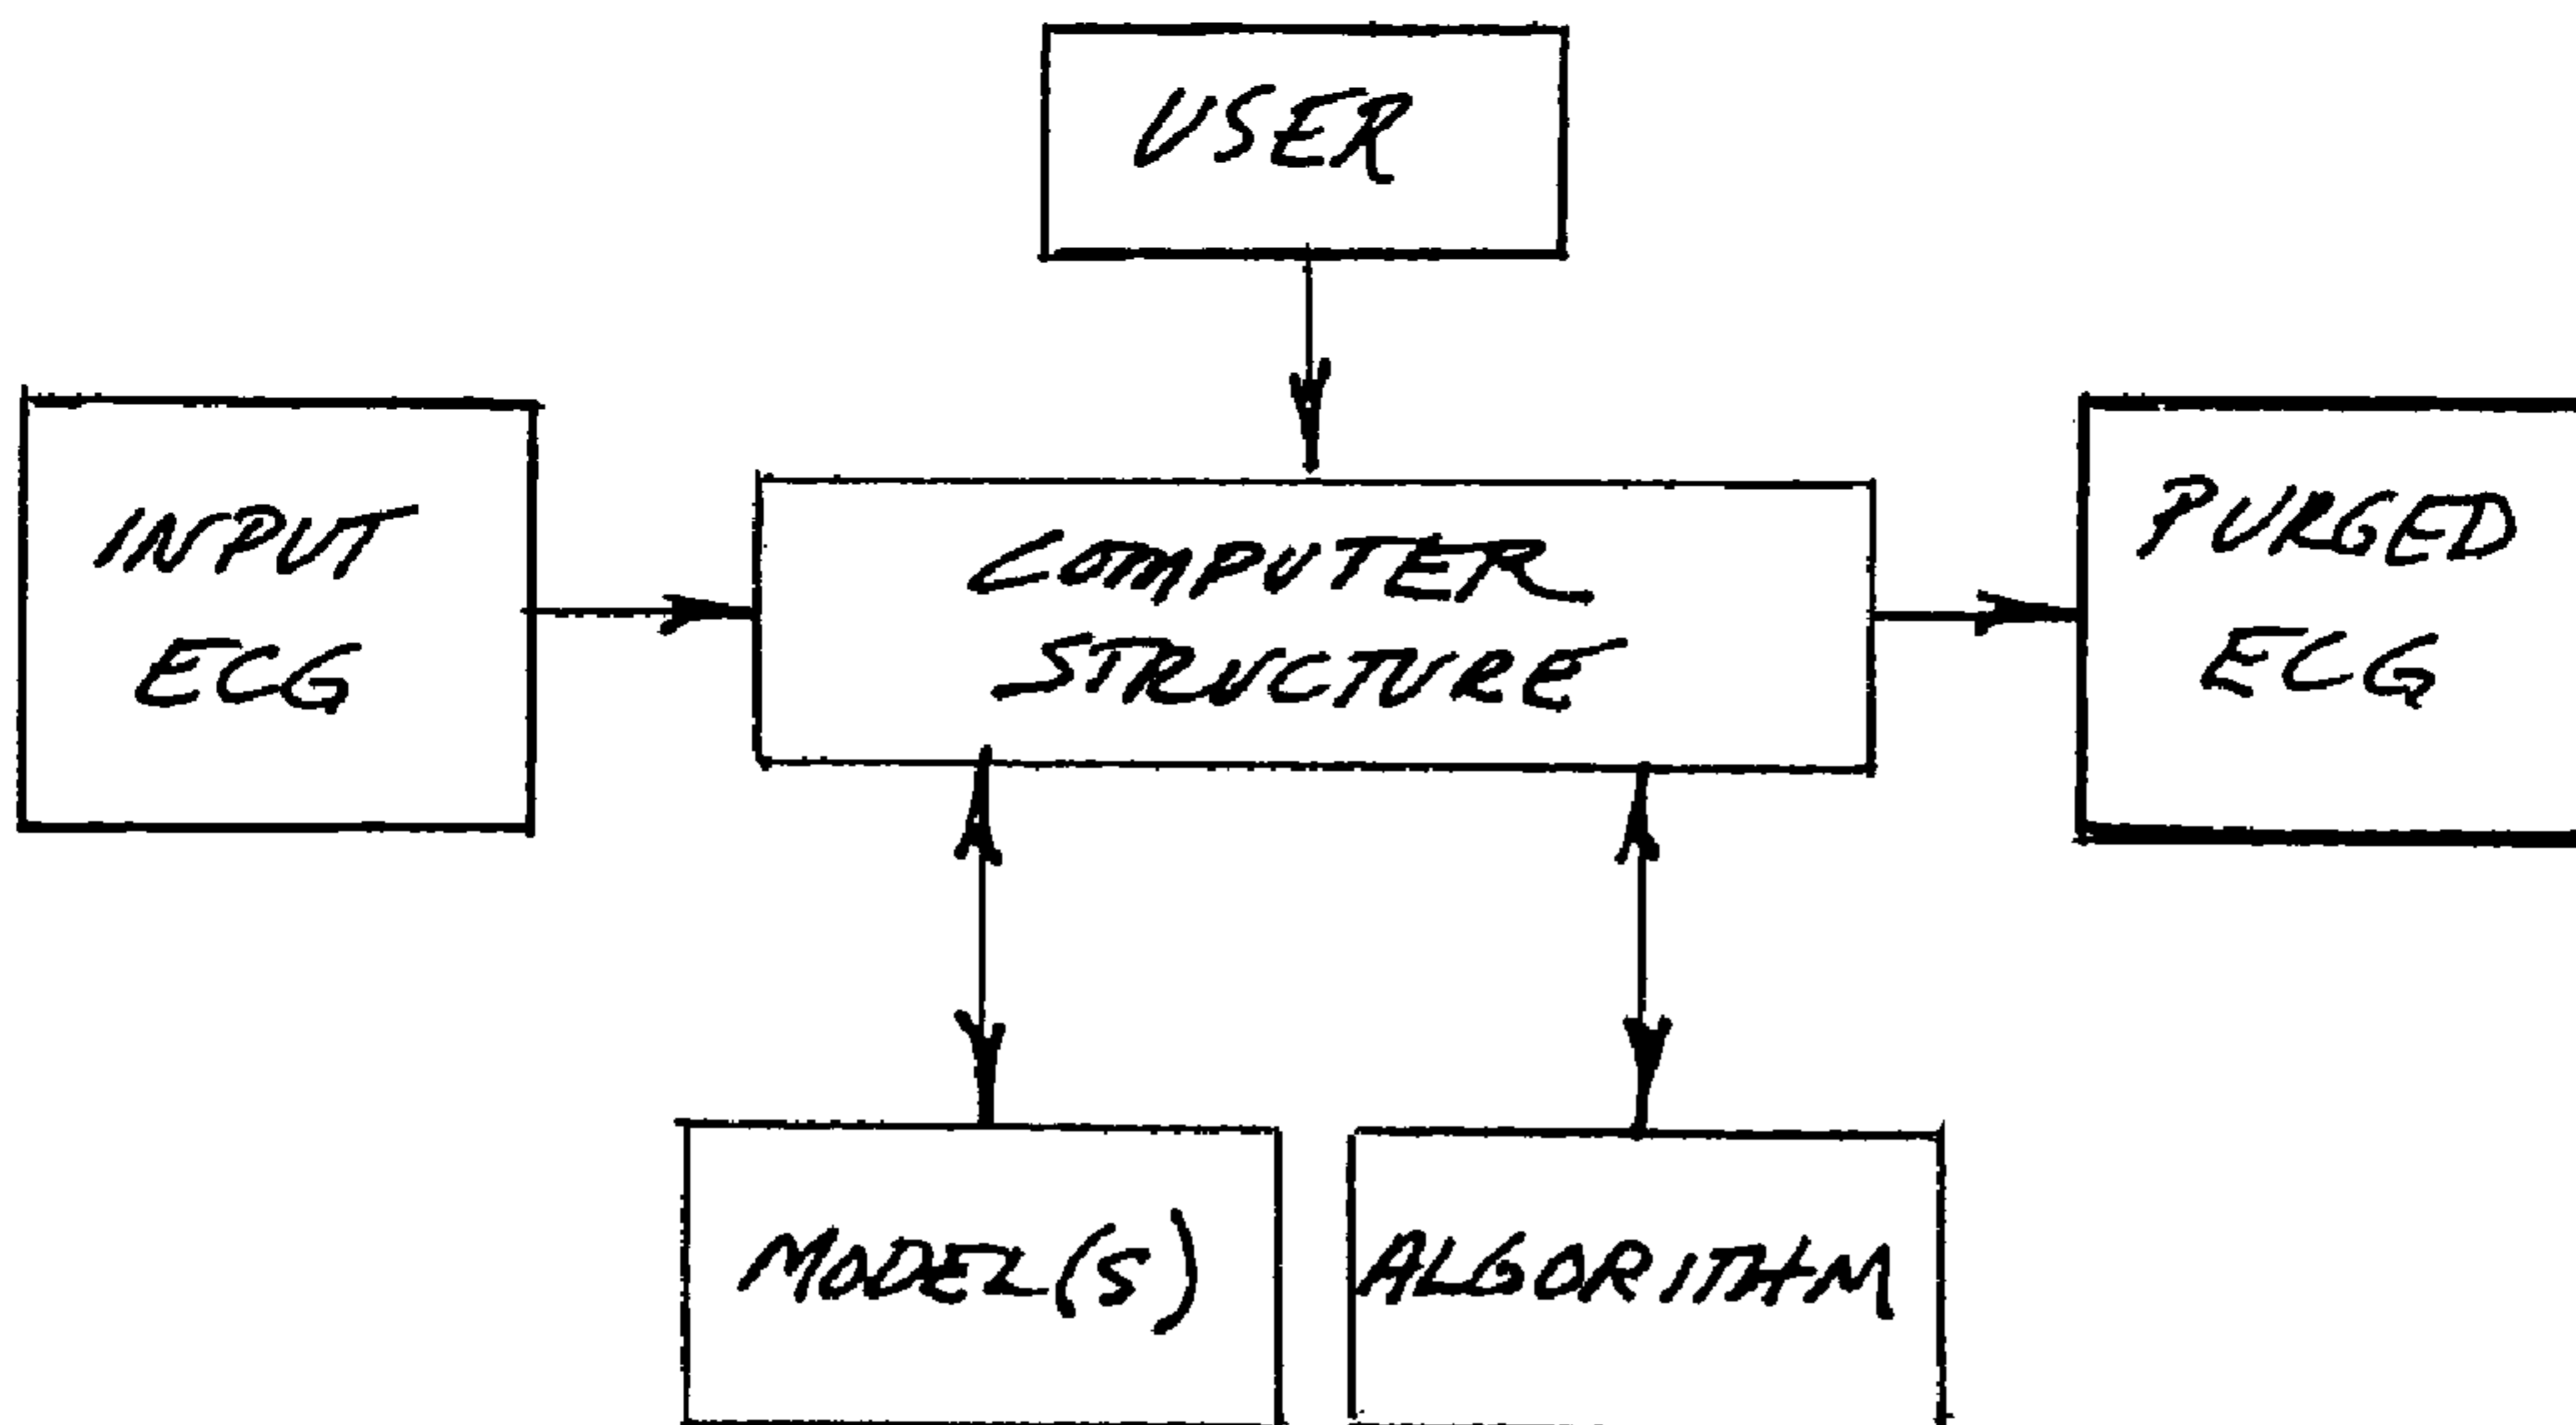 USER
INPUT
ECG
COMPUTER
STRUCTURE
PURGED
ECG
MODEL(S)
ALGORITHM